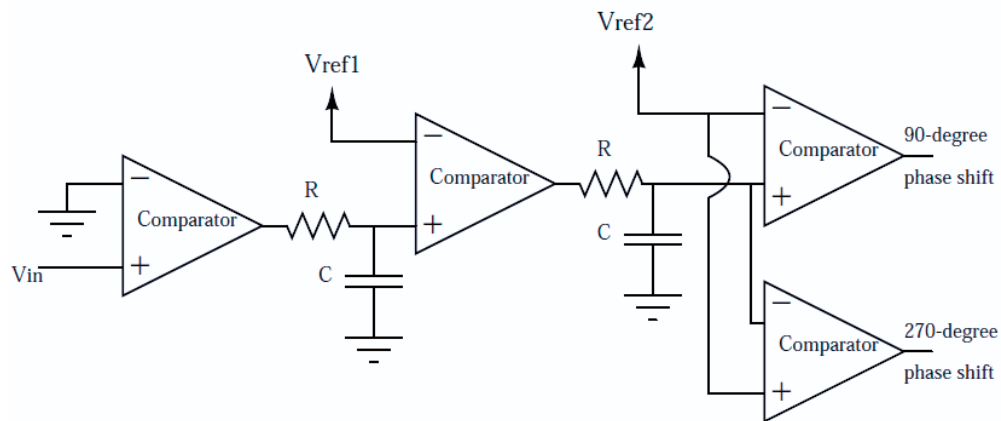 Vref2
Vref1
−
Comparator
+
90-degree
phase shift
R
C
−
Comparator
+
R
C
−
Comparator
+
Vin
−
Comparator
+
270-degree
phase shift